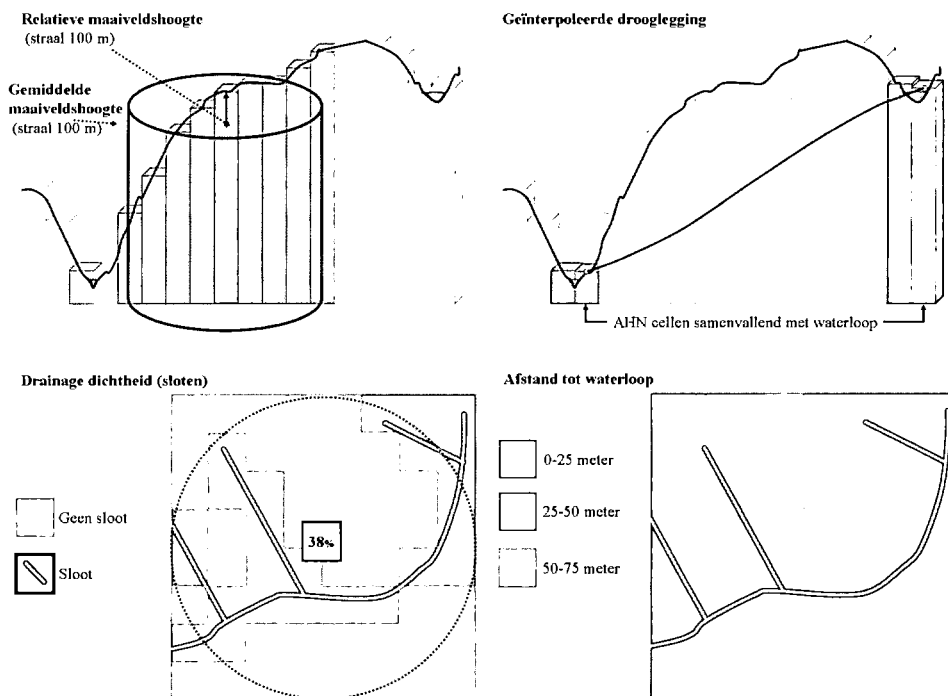 Relatieve maaiveldshoogte
(straal 100 m)
Gemiddelde
maaiveldshoogte
(straal 100 m)
Geïnterpoleerde drooglegging
AHN cellen samenvallend met waterloop
Drainage dichtheid (sloten)
Geen sloot
Sloot
38%
Afstand tot waterloop
0-25 meter
25-50 meter
50-75 meter